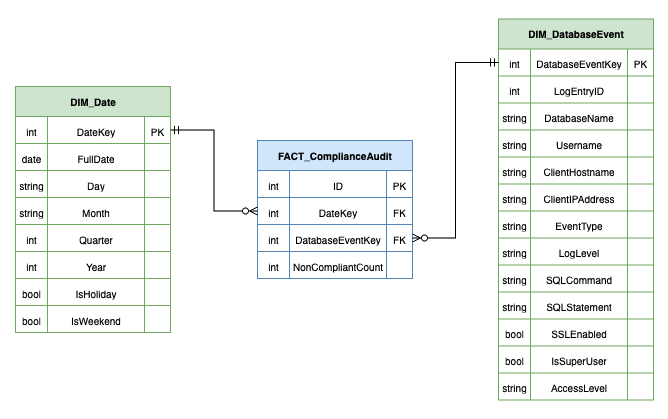 DIM_Date
int DateKey PK
date FullDate
string Day
string Month
int Quarter
int Year
bool IsHoliday
bool IsWeekend
FACT_ComplianceAudit
int ID PK
int DateKey FK
int DatabaseEventKey FK
int NonCompliantCount
DIM_DatabaseEvent
int DatabaseEventKey PK
int LogEntryID
string DatabaseName
string Username
string ClientHostname
string ClientIPAddress
string EventType
string LogLevel
string SQLCommand
string SQLStatement
bool SSLEnabled
bool IsSuperUser
string AccessLevel